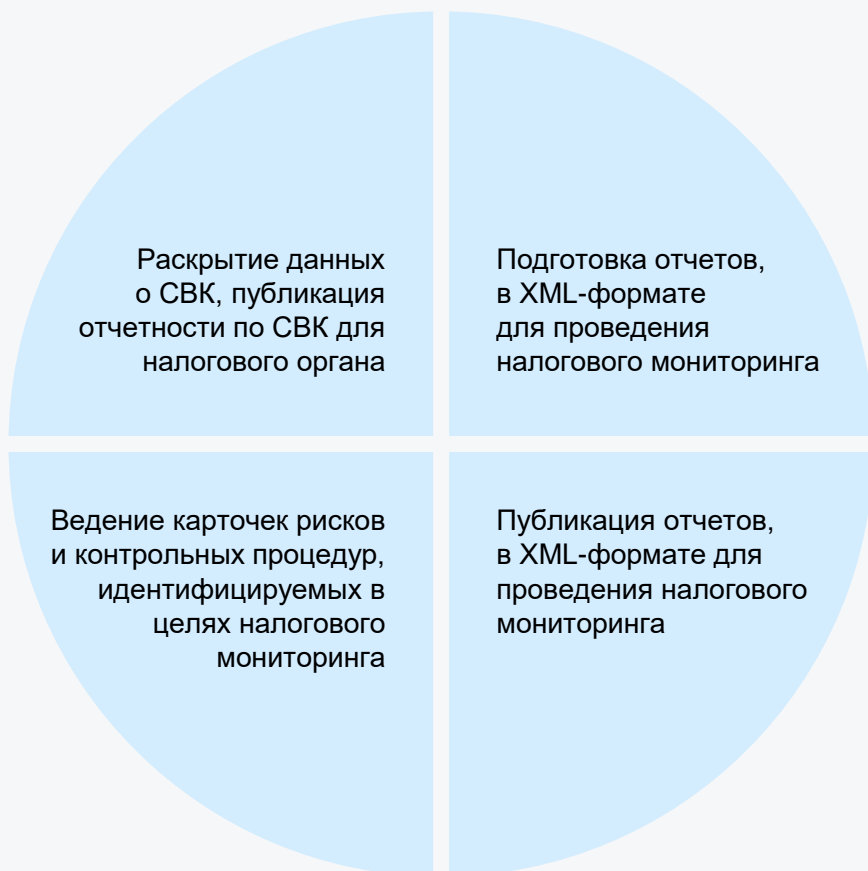 Раскрытие данных
о СВК, публикация
отчетности по СВК для
налогового органа
Подготовка отчетов,
в XML-формате
для проведения
налогового мониторинга
Ведение карточек рисков
и контрольных процедур,
идентифицируемых в
целях налогового
мониторинга
Публикация отчетов,
в XML-формате для
проведения налогового
мониторинга